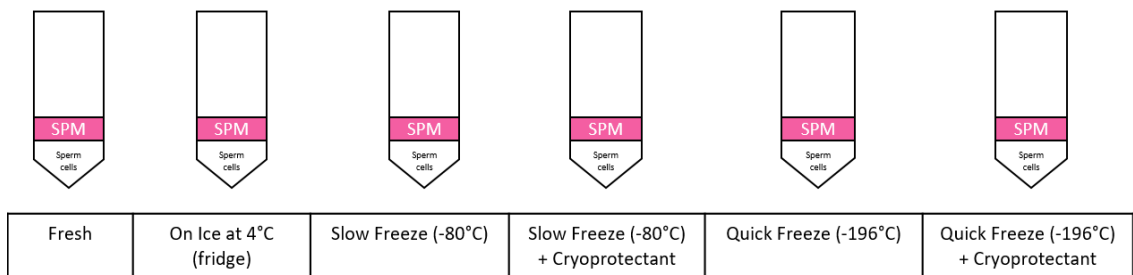 SPM SPM SPM SPM SPM SPM
Sperm Sperm Sperm Sperm Sperm Sperm
cells cells cells cells cells cells
Fresh On Ice at 4°C Slow Freeze (-80°C) Slow Freeze (-80°C) Quick Freeze (-196°C) Quick Freeze (-196°C)
(fridge) + Cryoprotectant + Cryoprotectant